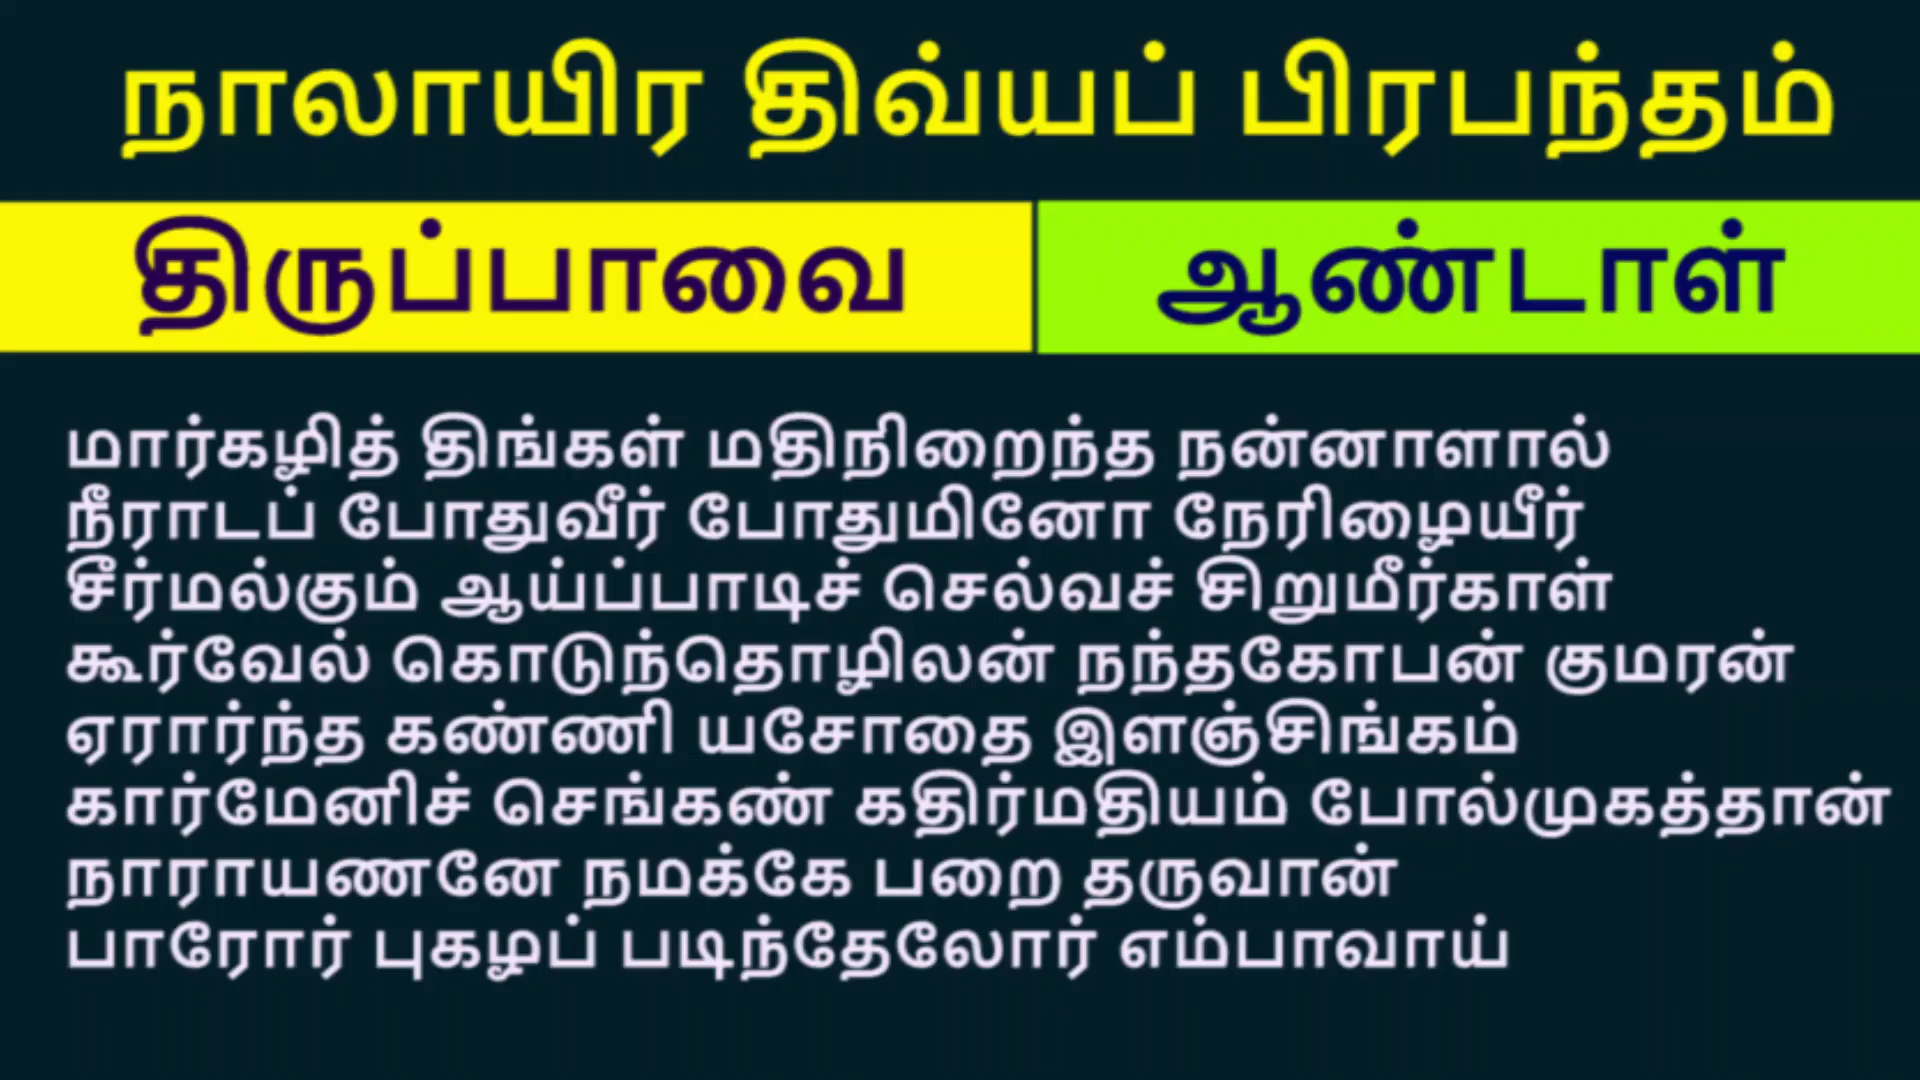 நாலாயிர திவ்யப் பிரபந்தம்
திருப்பாவை ஆண்டாள்
மார்கழித் திங்கள் மதிநிறைந்த நன்னாளால்
நீராடப் போதுவீர் போதுமினோ நேரிழையீர்
சீர்மல்கும் ஆய்ப்பாடிச் செல்வச் சிறுமீர்காள்
கூர்வேல் கொடுந்தொழிலன் நந்தகோபன் குமரன்
ஏரார்ந்த கண்ணி யசோதை இளஞ்சிங்கம்
கார்மேனிச் செங்கண் கதிர்மதியம் போல்முகத்தான்
நாராயணனே நமக்கே பறை தருவான்
பாரோர் புகழப் படிந்தேலோர் எம்பாவாய்